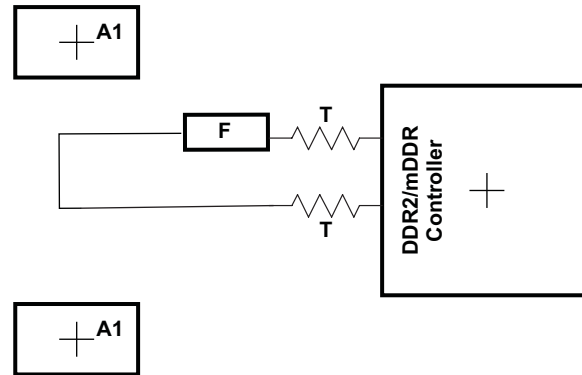 A1
T
F
DDR2/mDDR
Controller
T
A1